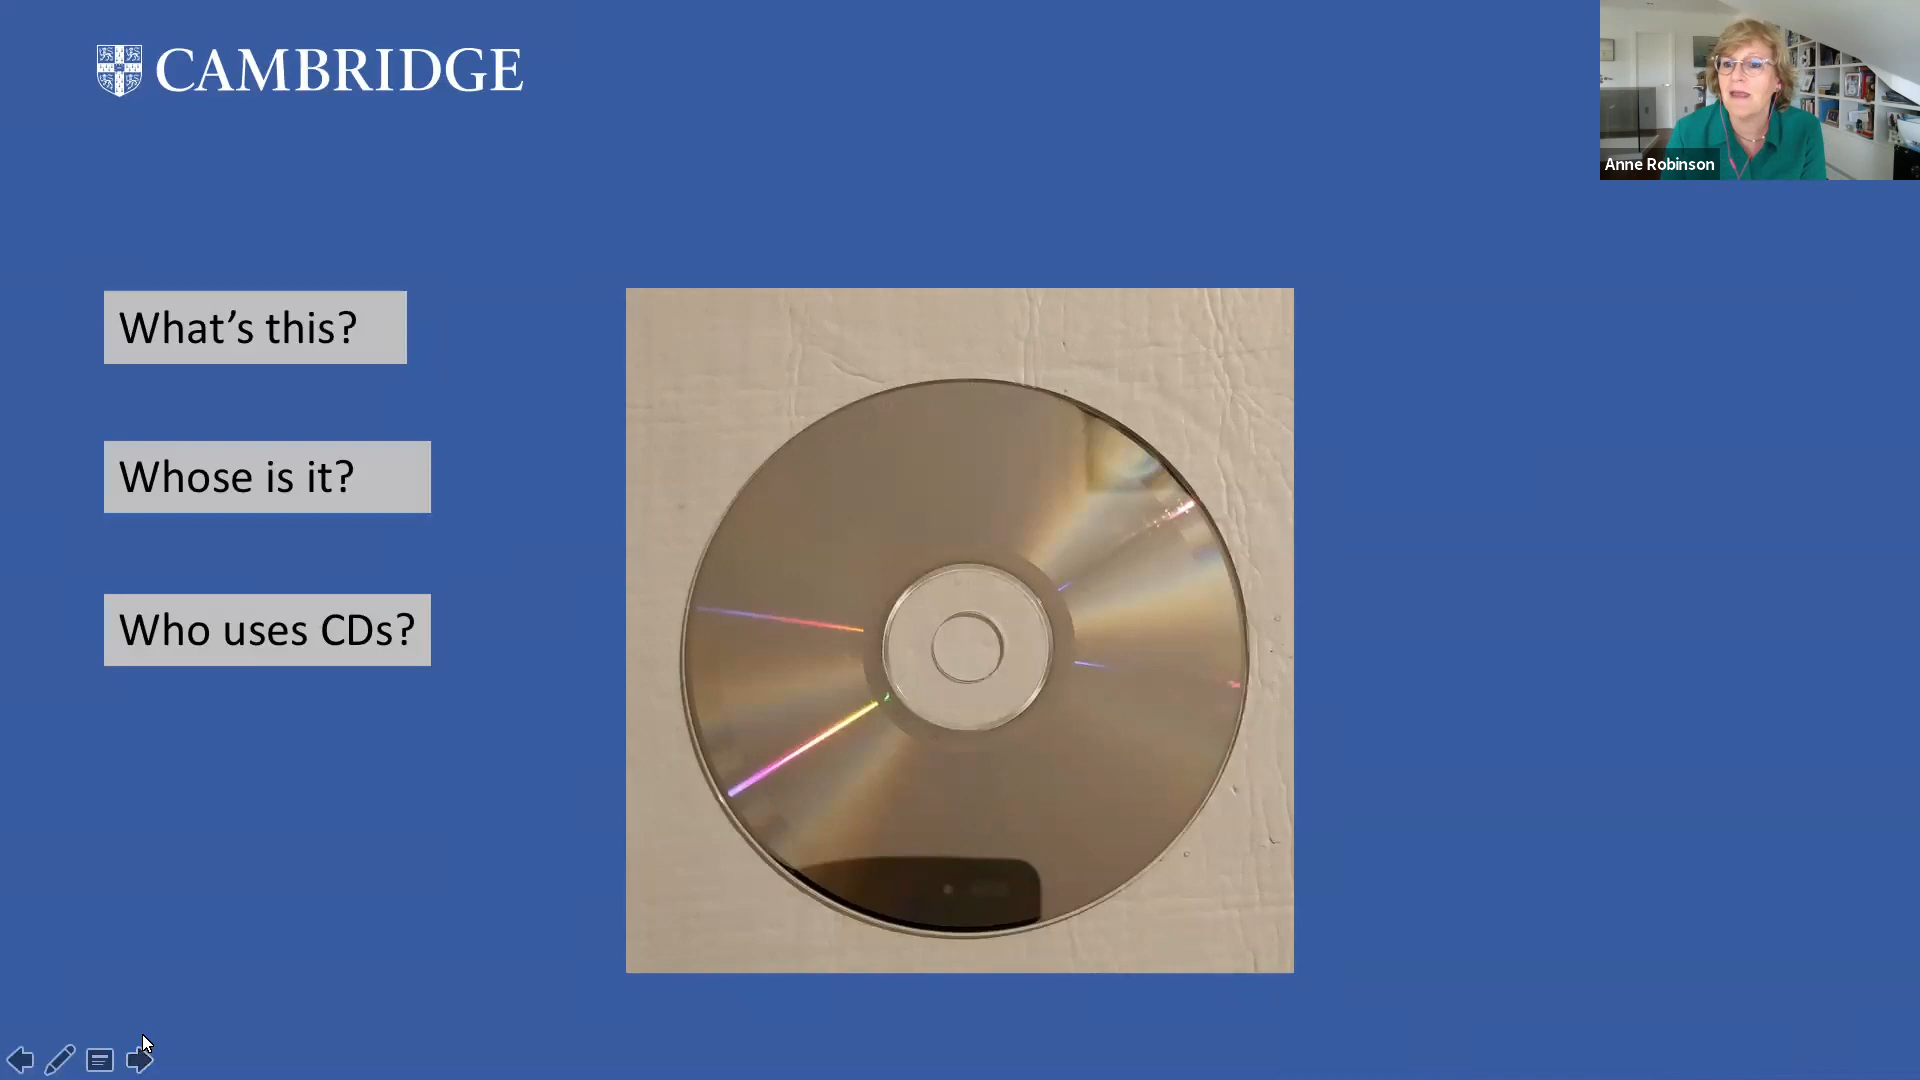 CAMBRIDGE
Anne Robinson
What's this?
Whose is it?
Who uses CDs?